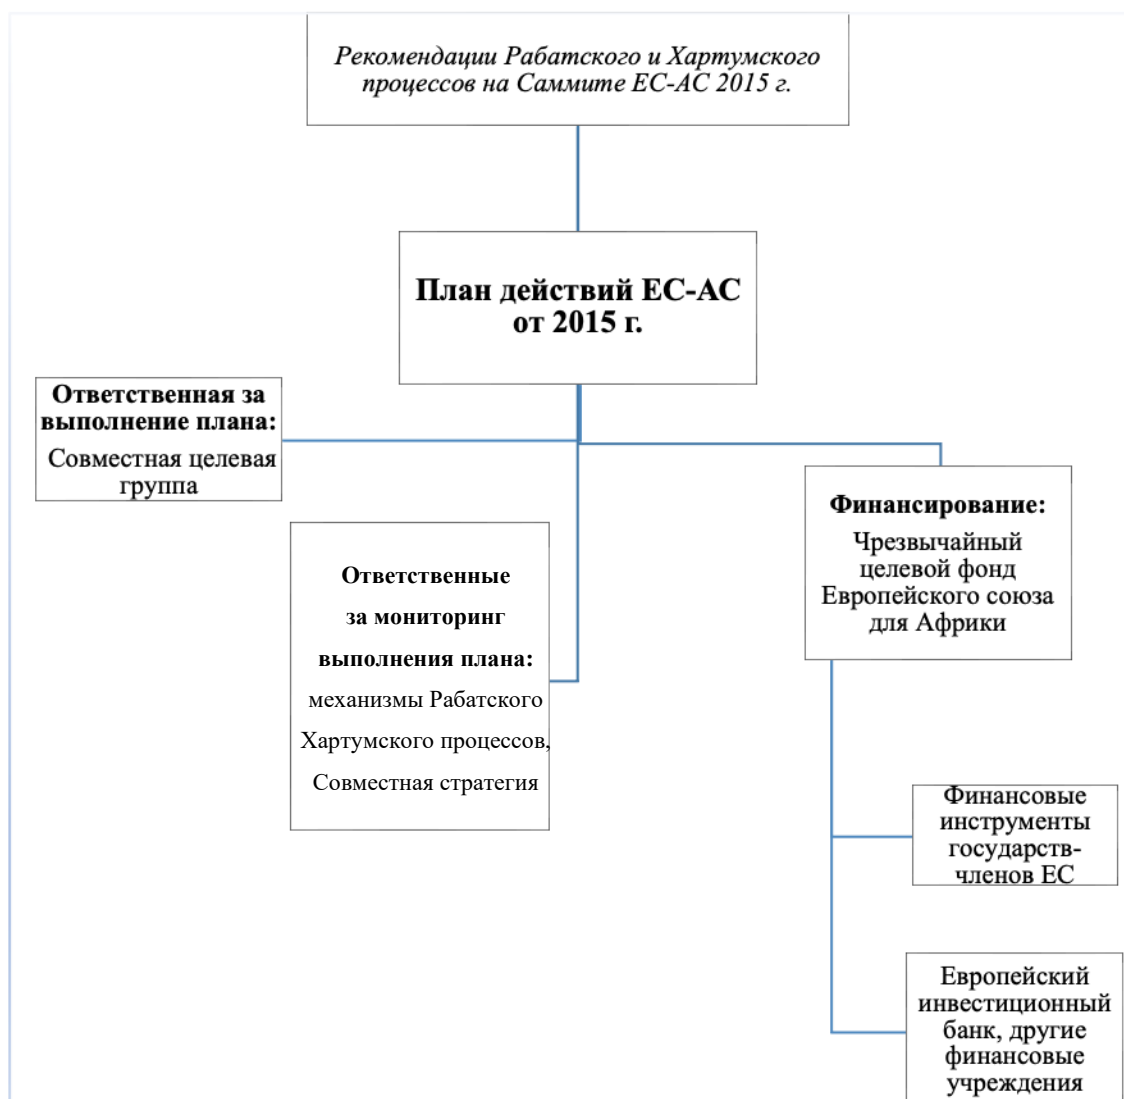 Рекомендации Рабатского и Хартумского
процессов на Саммите ЕС-АС 2015 г.
План действий ЕС-АС
от 2015 г.
Ответственная за
выполнение плана:
Совместная целевая
группа
Ответственные
за мониторинг
выполнения плана:
механизмы Рабатского
Хартумского процессов,
Совместная стратегия
Финансирование:
Чрезвычайный
целевой фонд
Европейского союза
для Африки
Финансовые
инструменты
государств-
членов ЕС
Европейский
инвестиционный
банк, другие
финансовые
учреждения